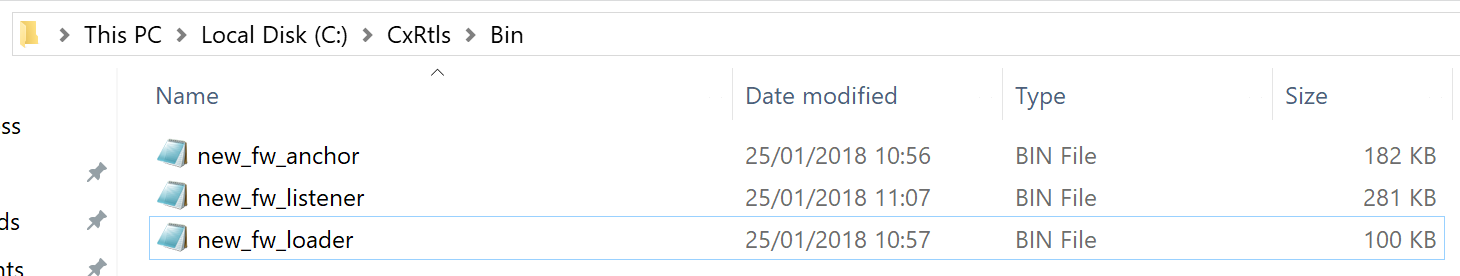 This PC > Local Disk (C:) > CxRtls > Bin
Name Date modified Type Size
ss
new_fw_anchor 25/01/2018 10:56 BIN File 182 KB
new_fw_listener 25/01/2018 11:07 BIN File 281 KB
ds
new_fw_loader 25/01/2018 10:57 BIN File 100 KB
nts